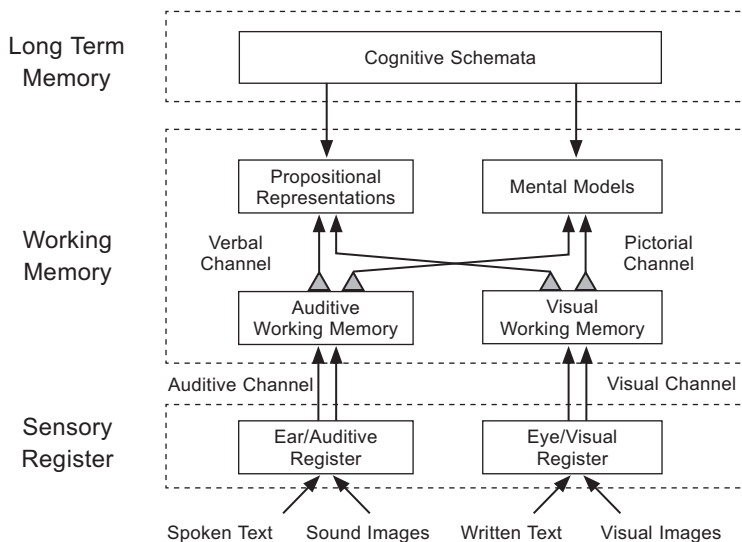 Long Term
Memory
Cognitive Schemata
Propositional
Representations
Mental Models
Working
Memory
Verbal
Channel
Pictorial
Channel
Auditive
Working Memory
Visual
Working Memory
Auditive Channel
Visual Channel
Sensory
Register
Ear/Auditive
Register
Eye/Visual
Register
Spoken Text
Sound Images
Written Text
Visual Images